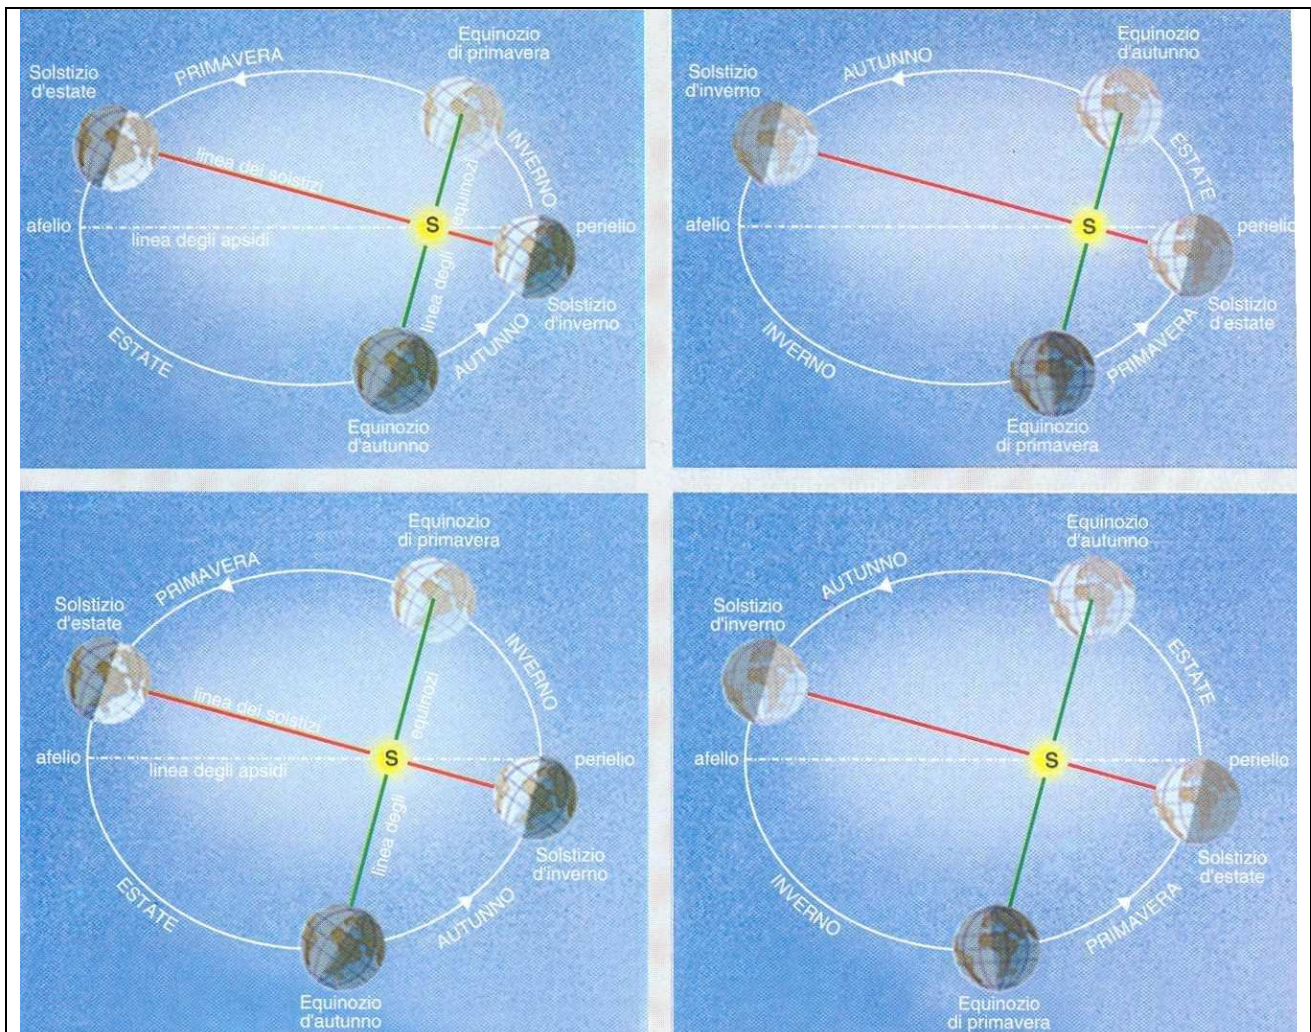 Equinozio
di primavera
PRIMAVERA
Solstizio
d'estate
INVERNO
linea dei solstizi
linea degli equinozi
S
afelio
perielio
linea degli apsidi
Solstizio
d'inverno
ESTATE
AUTUNNO
Equinozio
d'autunno
Equinozio
d'autunno
AUTUNNO
Solstizio
d'inverno
ESTATE
S
afelio
perielio
Solstizio
d'estate
INVERNO
PRIMAVERA
Equinozio
di primavera
Equinozio
di primavera
PRIMAVERA
Solstizio
d'estate
INVERNO
linea dei solstizi
linea degli equinozi
S
afelio
perielio
linea degli apsidi
Solstizio
d'inverno
ESTATE
AUTUNNO
Equinozio
d'autunno
Equinozio
d'autunno
AUTUNNO
Solstizio
d'inverno
ESTATE
S
afelio
perielio
Solstizio
d'estate
INVERNO
PRIMAVERA
Equinozio
di primavera